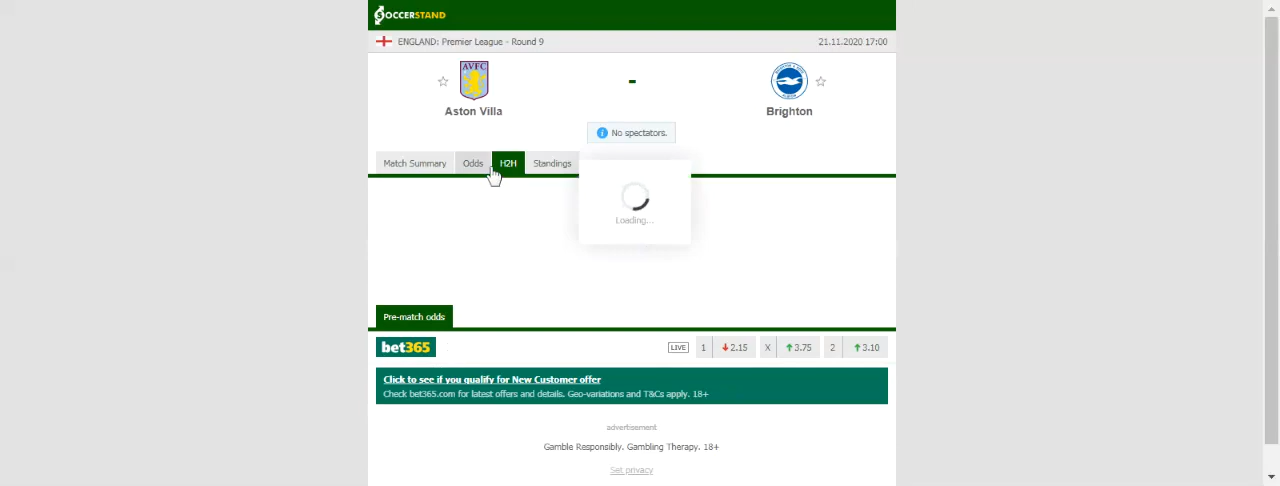 SOCCERSTAND
ENGLAND: Premier League - Round 9 21.11.2020 17:00
AVFC
Aston Villa - Brighton
No spectators.
Match Summary Odds H2H Standings
Loading...
Pre-match odds
bet365 LIVE 1 2.15 X 3.75 2 3.10
Click to see if you qualify for New Customer offer
Check bet365.com for latest offers and details. Geo-variations and T&Cs apply. 18+
advertisement
Gamble Responsibly. Gambling Therapy. 18+
Set privacy